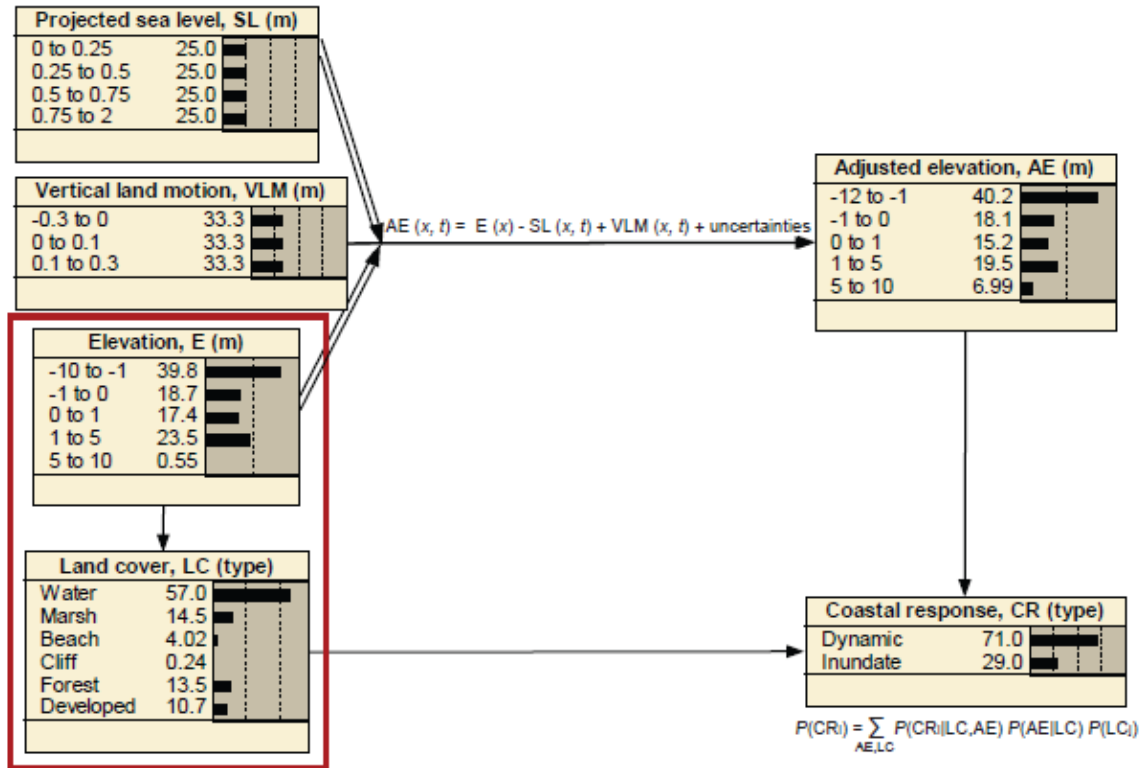 Projected sea level, SL (m)
0 to 0.25 25.0
0.25 to 0.5 25.0
0.5 to 0.75 25.0
0.75 to 2 25.0
Vertical land motion, VLM (m)
-0.3 to 0 33.3
0 to 0.1 33.3
0.1 to 0.3 33.3
Elevation, E (m)
-10 to -1 39.8
-1 to 0 18.7
0 to 1 17.4
1 to 5 23.5
5 to 10 0.55
Land cover, LC (type)
Water 57.0
Marsh 14.5
Beach 4.02
Cliff 0.24
Forest 13.5
Developed 10.7
AE (x, t) = E (x) - SL (x, t) + VLM (x, t) + uncertainties
Adjusted elevation, AE (m)
-12 to -1 40.2
-1 to 0 18.1
0 to 1 15.2
1 to 5 19.5
5 to 10 6.99
Coastal response, CR (type)
Dynamic 71.0
Inundate 29.0
P(CRi) = ∑ P(CRi|LC,AE) P(AE|LC) P(LCj)
AE,LC